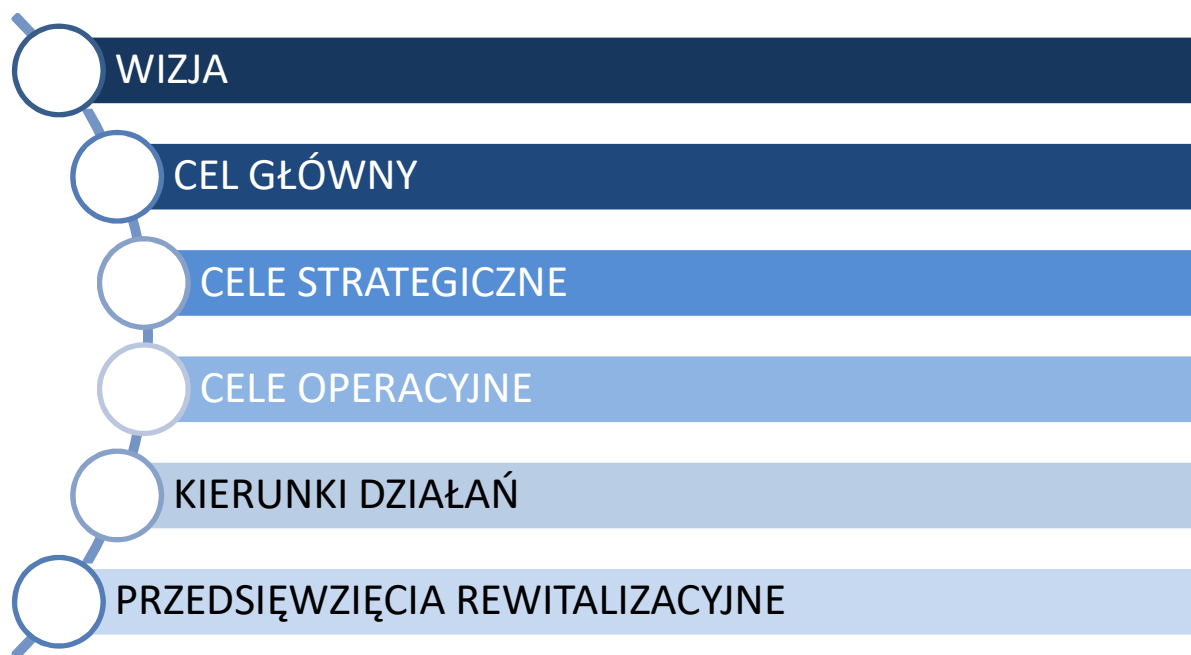 WIZJA
CEL GŁÓWNY
CELE STRATEGICZNE
CELE OPERACYJNE
KIERUNKI DZIAŁAŃ
PRZEDSIĘWZIĘCIA REWITALIZACYJNE